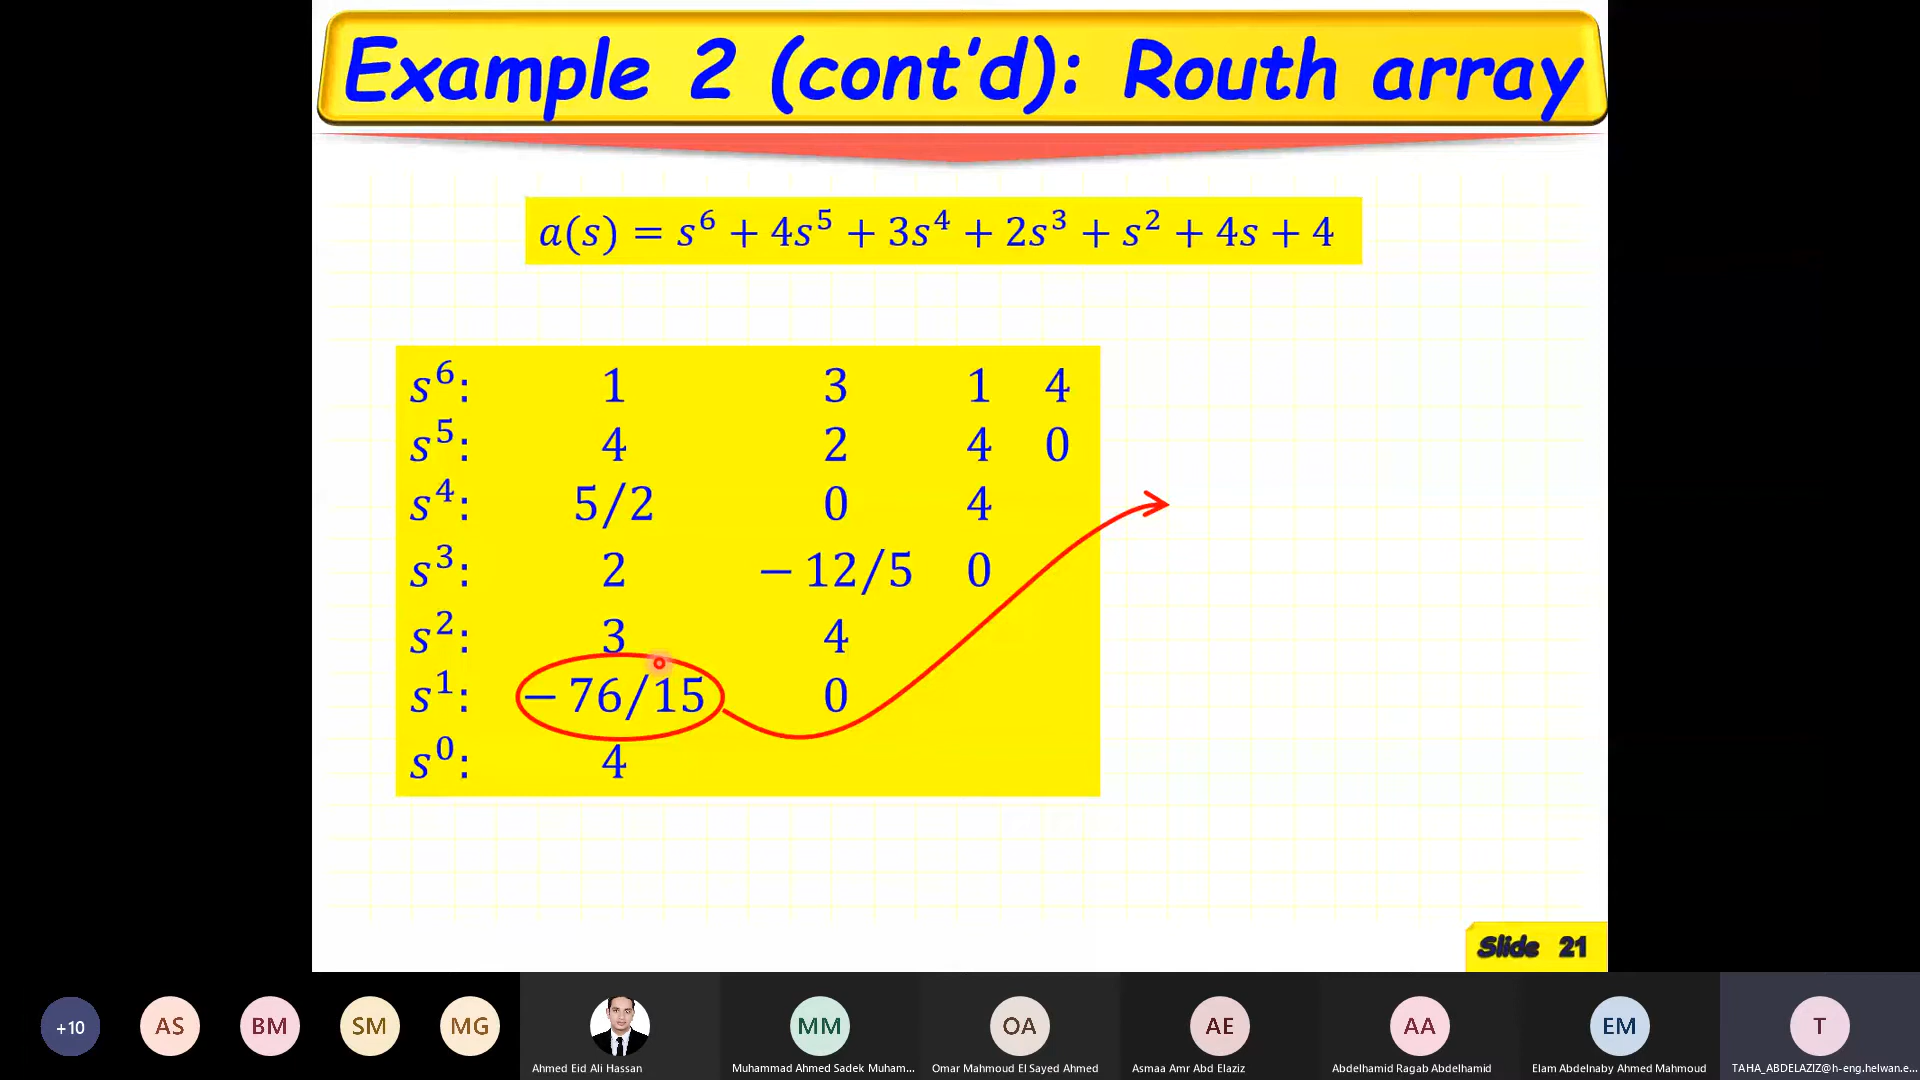 Example 2 (cont'd): Routh array
a(s) = s⁶ + 4s⁵ + 3s⁴ + 2s³ + s² + 4s + 4
s⁶: 1 3 1 4
s⁵: 4 2 4 0
s⁴: 5/2 0 4
s³: 2 − 12/5 0
s²: 3 4
s¹: − 76/15 0
s⁰: 4
Slide 21
+10 AS BM SM MG MM OA AE AA EM T
Ahmed Eid Ali Hassan Muhammad Ahmed Sadek Muham... Omar Mahmoud El Sayed Ahmed Asmaa Amr Abd Elaziz Abdelhamid Ragab Abdelhamid Elam Abdelnaby Ahmed Mahmoud TAHA_ABDELAZIZ@h-eng.helwan.e...